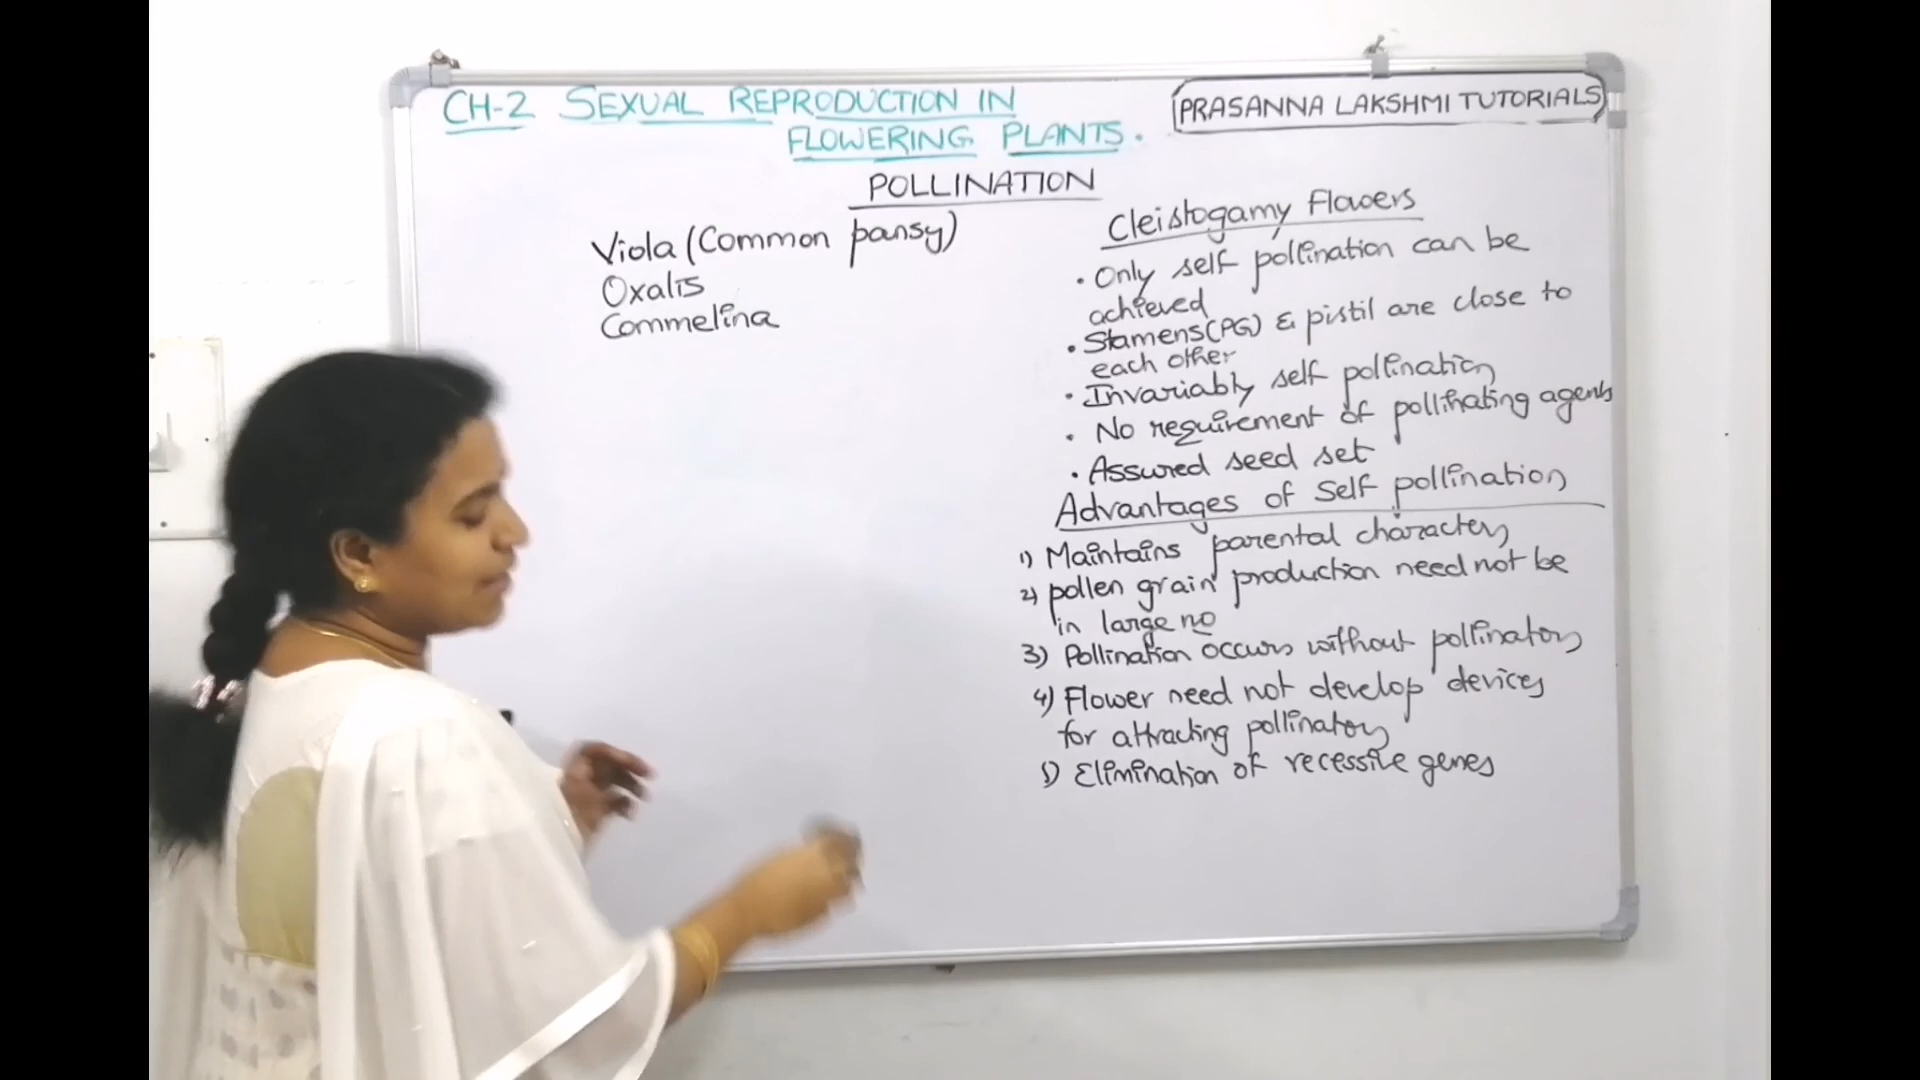 CH-2 SEXUAL REPRODUCTION IN
FLOWERING PLANTS.
PRASANNA LAKSHMI TUTORIALS
POLLINATION
Viola (Common pansy)
Oxalis
Commelina
Cleistogamy Flowers
• Only self pollination can be
achieved
• Stamens(PG) & pistil are close to
each other
• Invariably self pollination
• No requirement of pollinating agents
• Assured seed set
Advantages of Self pollination
1) Maintains parental characters
2) pollen grain production need not be
in large no
3) Pollination occurs without pollinators
4) Flower need not develop devices
for attracting pollinators
5) Elimination of recessive genes